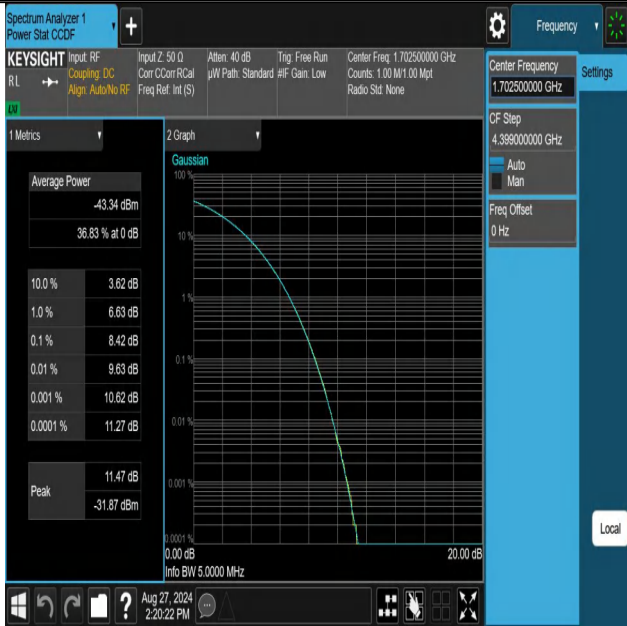 Spectrum Analyzer 1
Power Stat CCDF
Frequency
KEYSIGHT
RL
LXI
Input: RF
Coupling: DC
Align: Auto/No RF
Input Z: 50 Ω
Corr CCorr RCal
Freq Ref: Int (S)
Atten: 40 dB
µW Path: Standard
Trig: Free Run
#IF Gain: Low
Center Freq: 1.702500000 GHz
Counts: 1.00 M/1.00 Mpt
Radio Std: None
Center Frequency
1.702500000 GHz
Settings
CF Step
4.399000000 GHz
Auto
Man
Freq Offset
0 Hz
1 Metrics
Average Power
-43.34 dBm
36.83 % at 0 dB
10.0 % 3.62 dB
1.0 % 6.63 dB
0.1 % 8.42 dB
0.01 % 9.63 dB
0.001 % 10.62 dB
0.0001 % 11.27 dB
Peak
11.47 dB
-31.87 dBm
2 Graph
Gaussian
100 %
10 %
1 %
0.1 %
0.01 %
0.001 %
0.0001 %
0.00 dB 20.00 dB
Info BW 5.0000 MHz
Local
?
Aug 27, 2024
2:20:22 PM